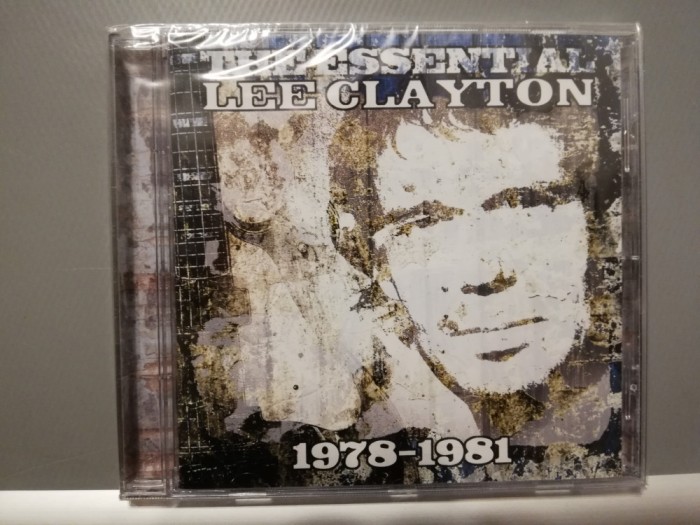 THE ESSENTIAL
LEE CLAYTON
1978-1981